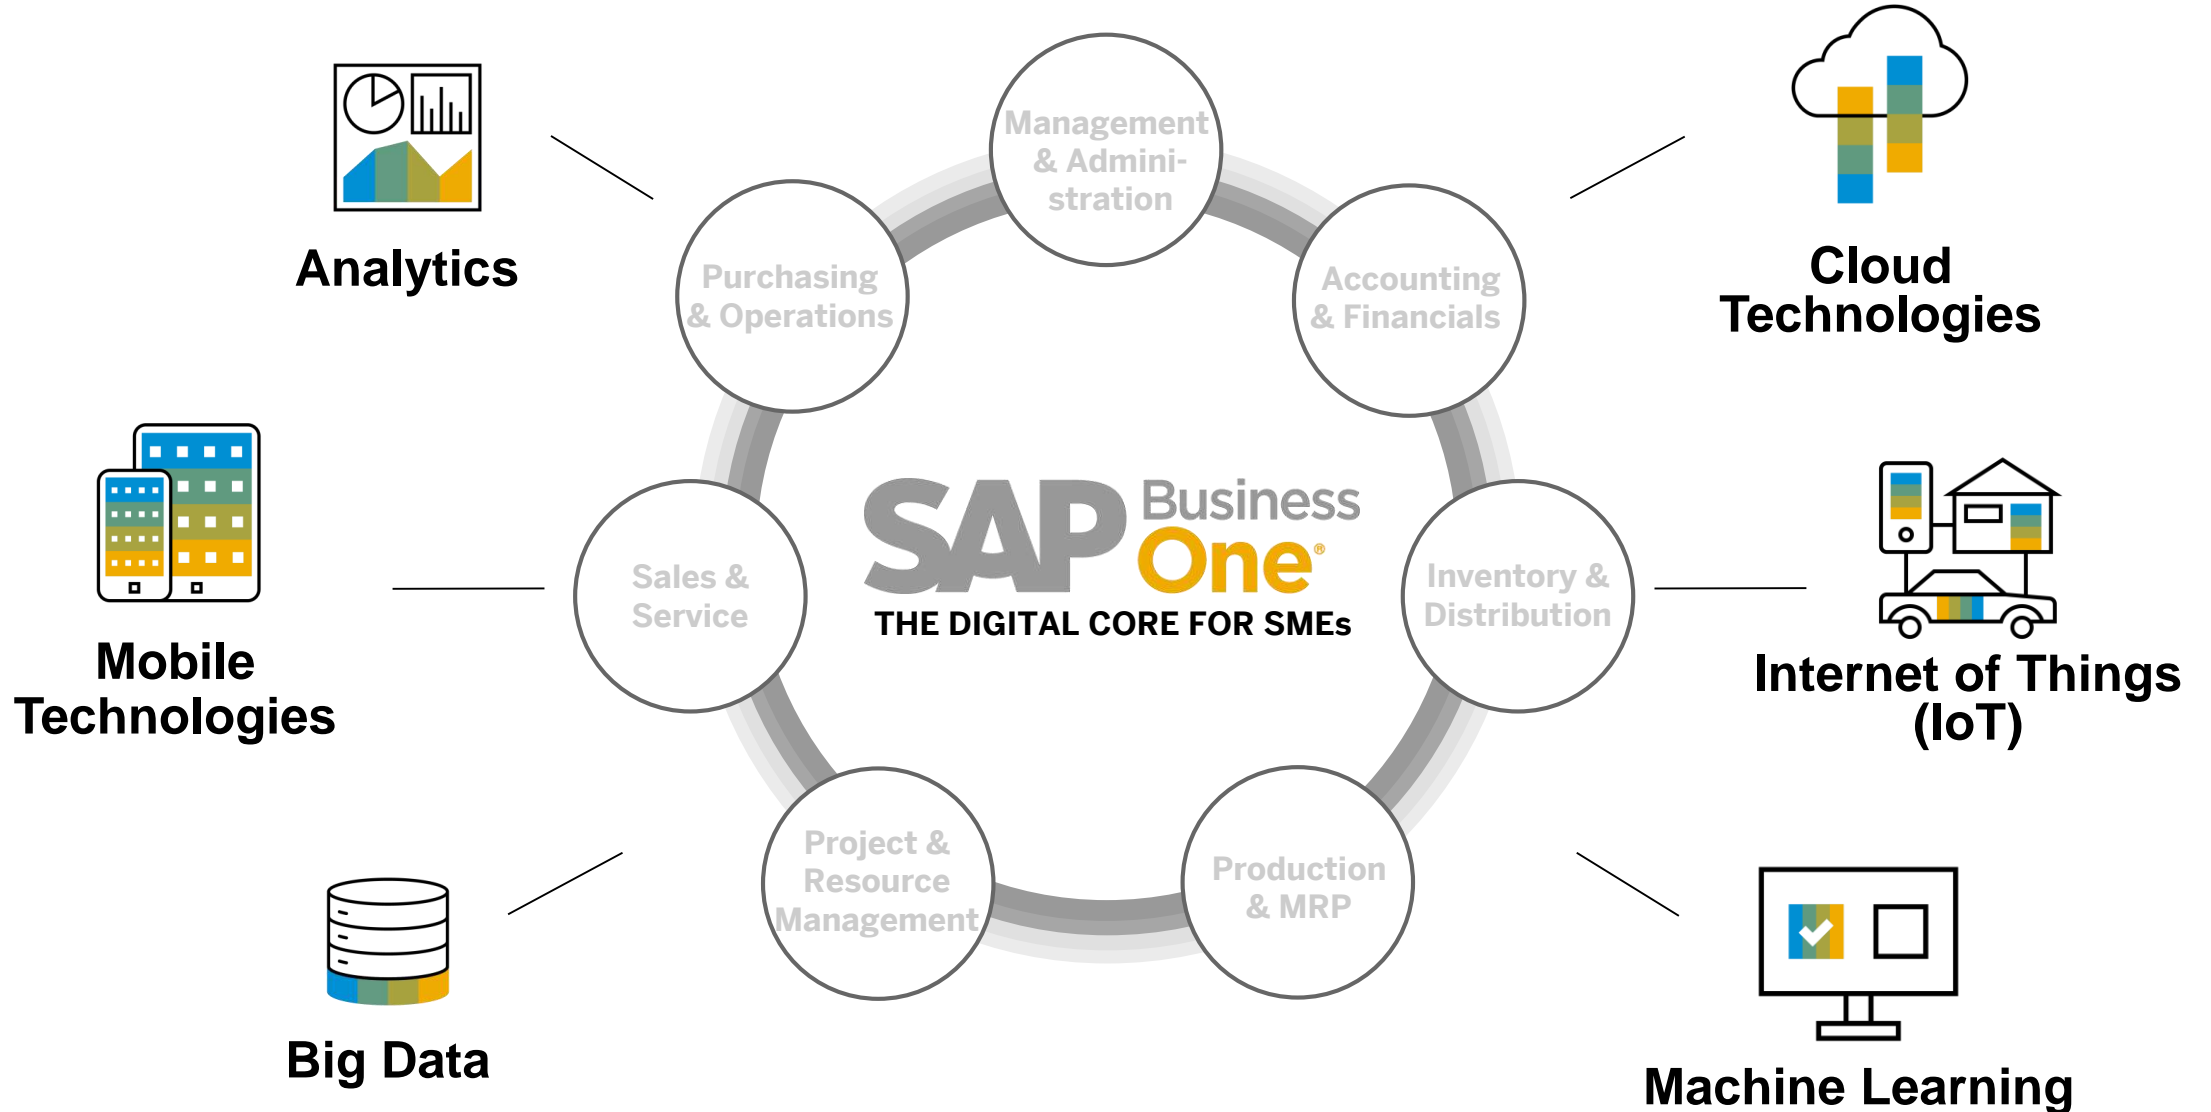 Analytics
Mobile
Technologies
Big Data
Management
& Admini-
stration
Purchasing
& Operations
Accounting
& Financials
Sales &
Service
SAP Business
One®
THE DIGITAL CORE FOR SMEs
Inventory &
Distribution
Project &
Resource
Management
Production
& MRP
Cloud
Technologies
Internet of Things
(IoT)
Machine Learning